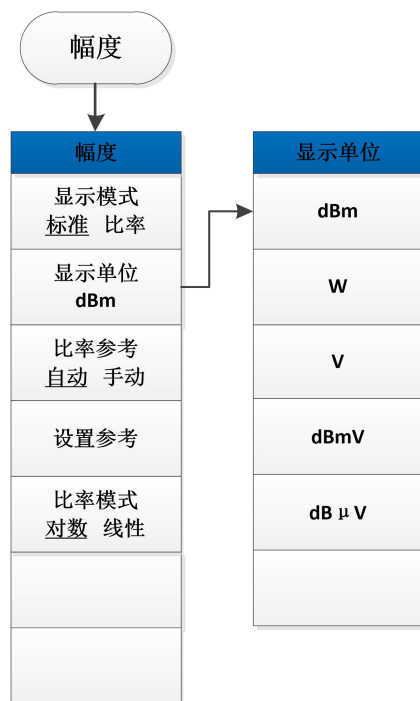 幅度
幅度
显示模式
标准 比率
显示单位
dBm
比率参考
自动 手动
设置参考
比率模式
对数 线性
显示单位
dBm
W
V
dBmV
dB μ V